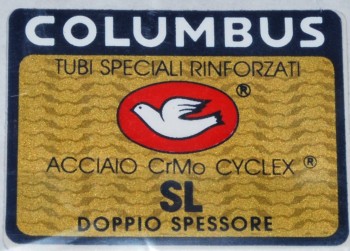 COLUMBUS
TUBI SPECIALI RINFORZATI
®
ACCIAIO CrMo CYCLEX ®
SL
DOPPIO SPESSORE